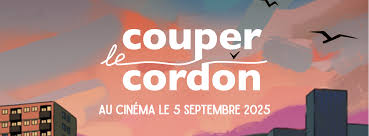 couper
le
cordon
AU CINÉMA LE 5 SEPTEMBRE 2025